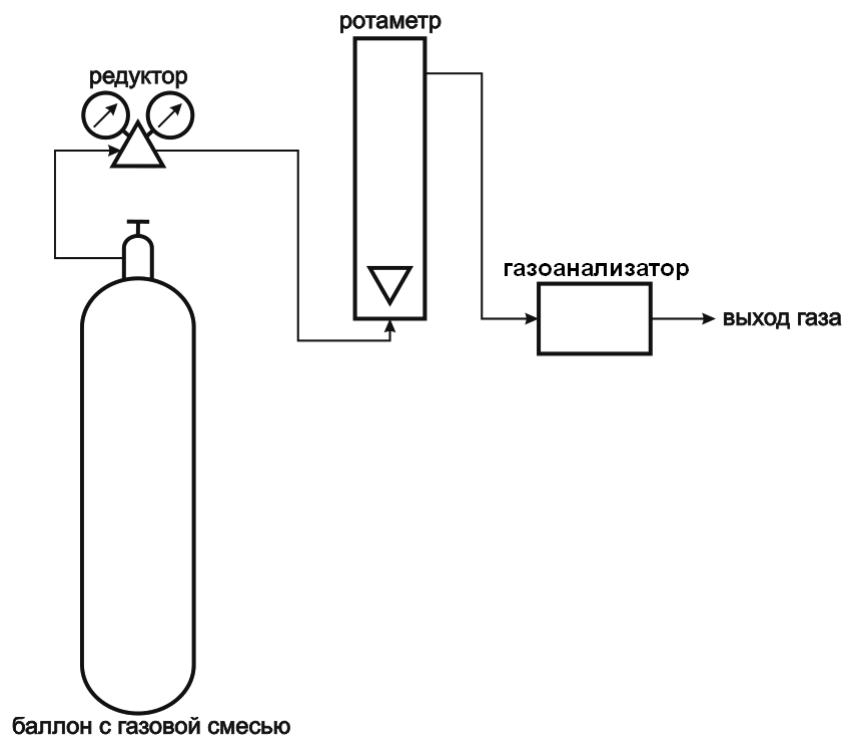 ротаметр
редуктор
газоанализатор
выход газа
баллон с газовой смесью